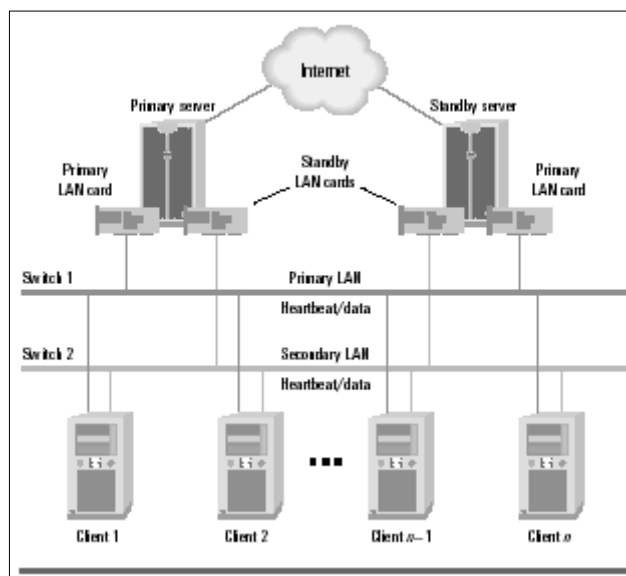 Internet
Primary server
Standby server
Primary
LAN card
Standby
LAN cards
Primary
LAN card
Switch 1
Primary LAN
Heartbeat/data
Switch 2
Secondary LAN
Heartbeat/data
Client 1
Client 2
Client n–1
Client n